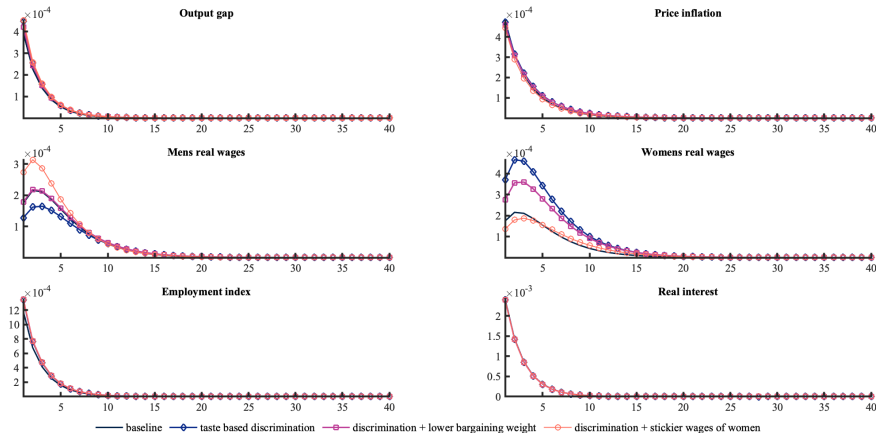 Output gap
×10⁻⁴
4
3
2
1
5 10 15 20 25 30 35 40
Price inflation
×10⁻⁴
4
3
2
1
5 10 15 20 25 30 35 40
Mens real wages
×10⁻⁴
3
2
1
5 10 15 20 25 30 35 40
Womens real wages
×10⁻⁴
4
3
2
1
5 10 15 20 25 30 35 40
Employment index
×10⁻⁴
12
10
8
6
4
2
5 10 15 20 25 30 35 40
Real interest
×10⁻³
2
1.5
1
0.5
0
5 10 15 20 25 30 35 40
baseline taste based discrimination discrimination + lower bargaining weight discrimination + stickier wages of women